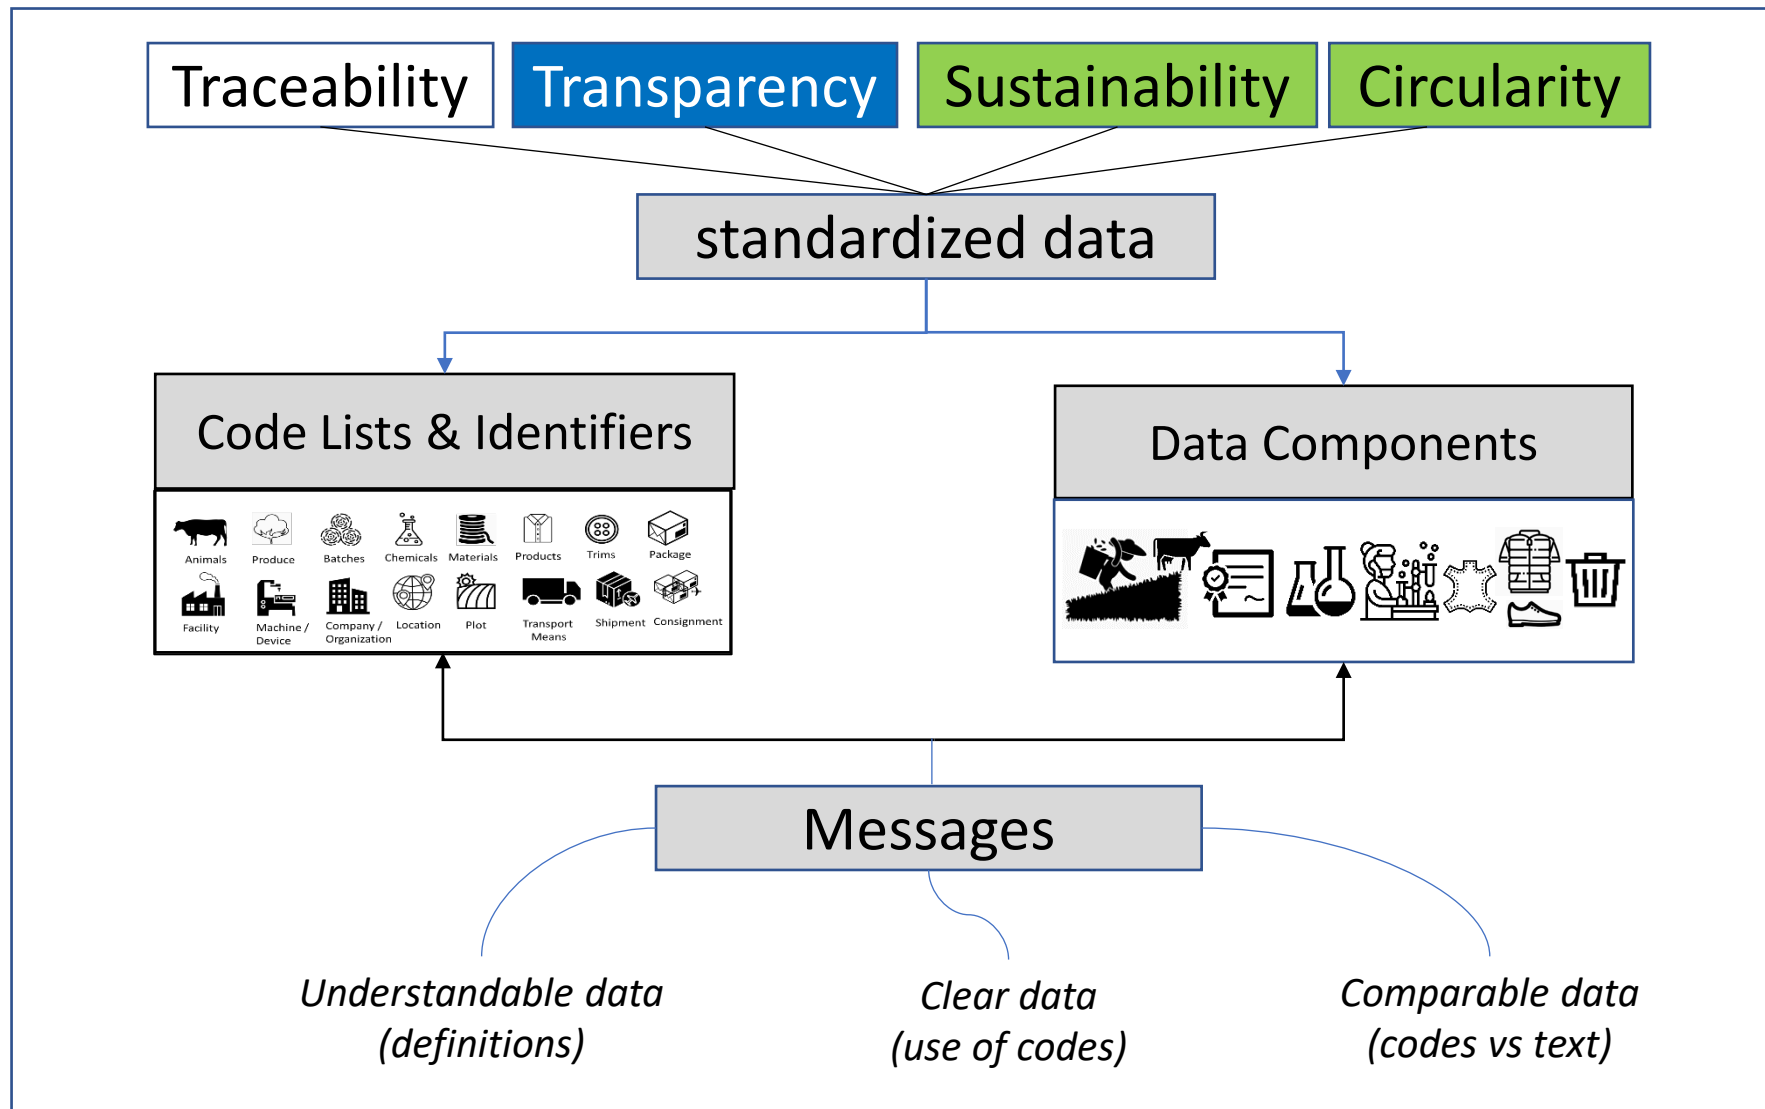 Traceability
Transparency
Sustainability
Circularity
standardized data
Code Lists & Identifiers
Data Components
Animals
Produce
Batches
Chemicals
Materials
Products
Trims
Package
Facility
Machine /
Device
Company /
Organization
Location
Plot
Transport
Means
Shipment
Consignment
Messages
Understandable data
(definitions)
Clear data
(use of codes)
Comparable data
(codes vs text)